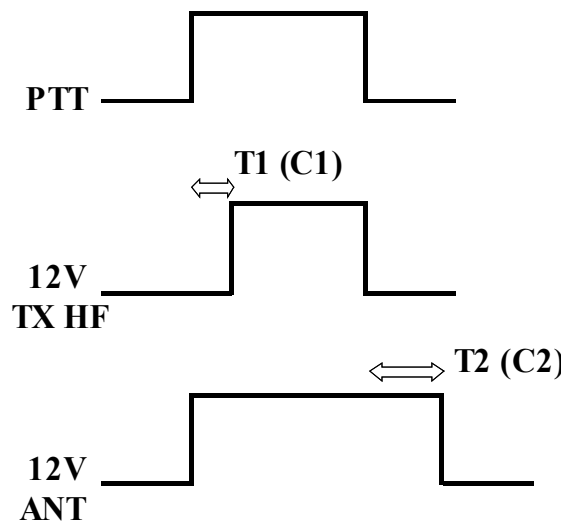 PTT
T1 (C1)
12V
TX HF
T2 (C2)
12V
ANT